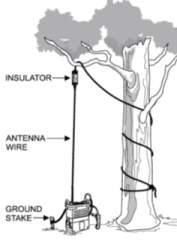 INSULATOR
ANTENNA
WIRE
GROUND
STAKE